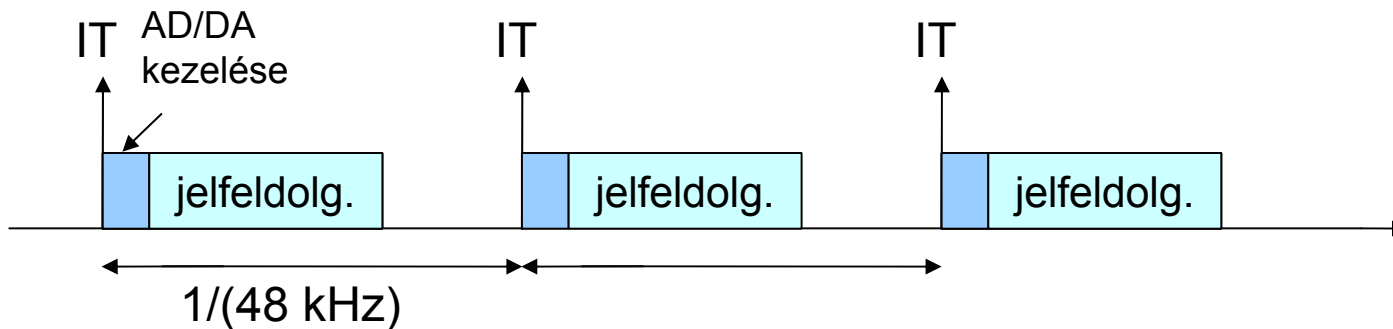 IT
AD/DA
kezelése
IT
IT
jelfeldolg.
jelfeldolg.
jelfeldolg.
1/(48 kHz)